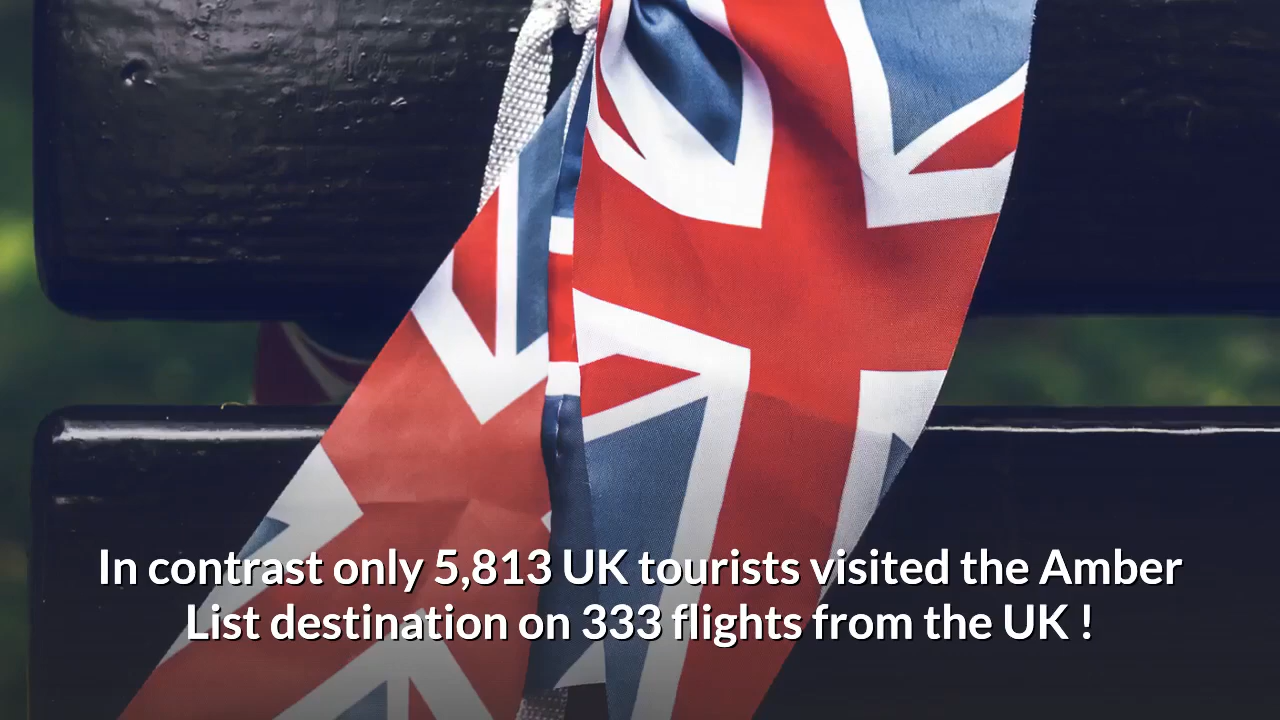 In contrast only 5,813 UK tourists visited the Amber
List destination on 333 flights from the UK !